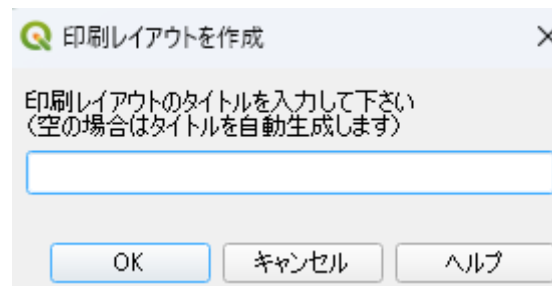 印刷レイアウトを作成
印刷レイアウトのタイトルを入力して下さい
（空の場合はタイトルを自動生成します）
OK キャンセル ヘルプ